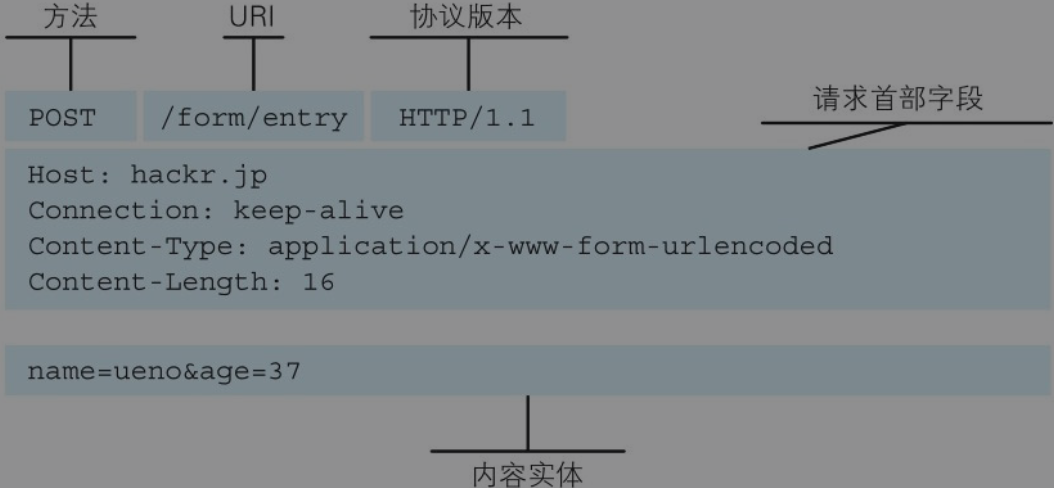 方法 URI 协议版本
POST /form/entry HTTP/1.1
请求首部字段
Host: hackr.jp
Connection: keep-alive
Content-Type: application/x-www-form-urlencoded
Content-Length: 16
name=ueno&age=37
内容实体